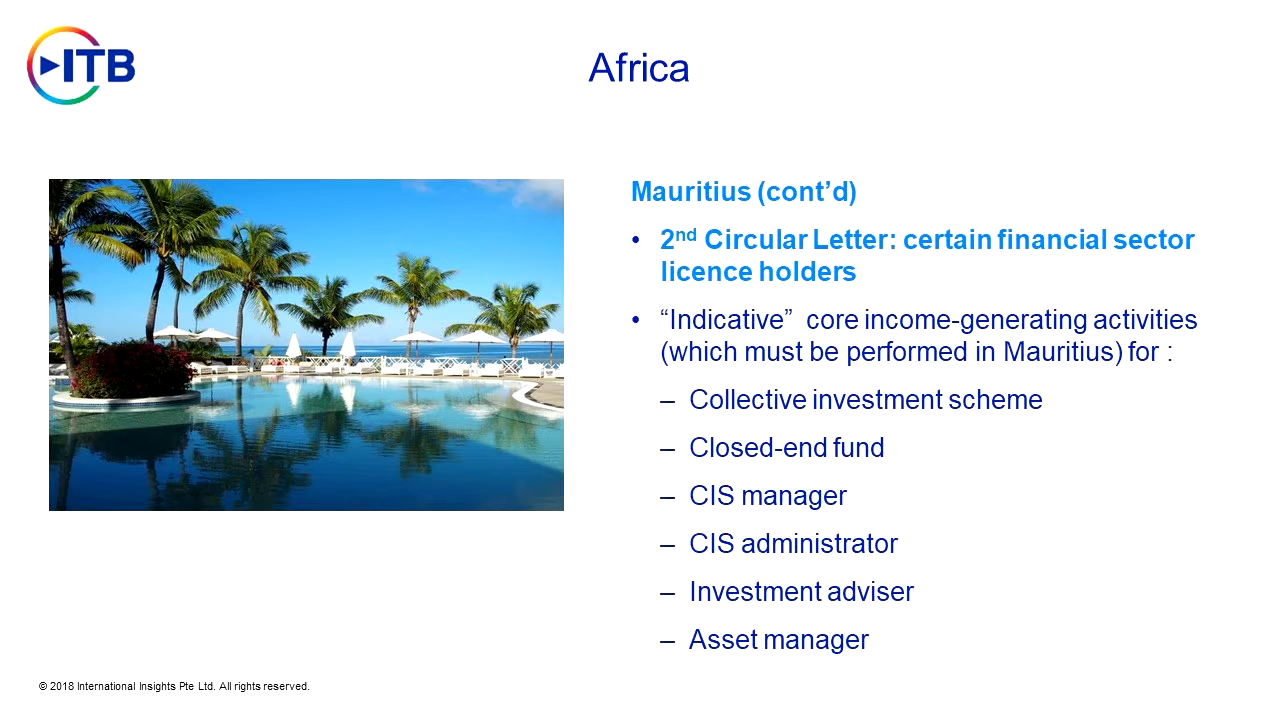 ITB
Africa
Mauritius (cont’d)
• 2nd Circular Letter: certain financial sector
licence holders
• “Indicative”  core income-generating activities
(which must be performed in Mauritius) for :
– Collective investment scheme
– Closed-end fund
– CIS manager
– CIS administrator
– Investment adviser
– Asset manager
© 2018 International Insights Pte Ltd. All rights reserved.